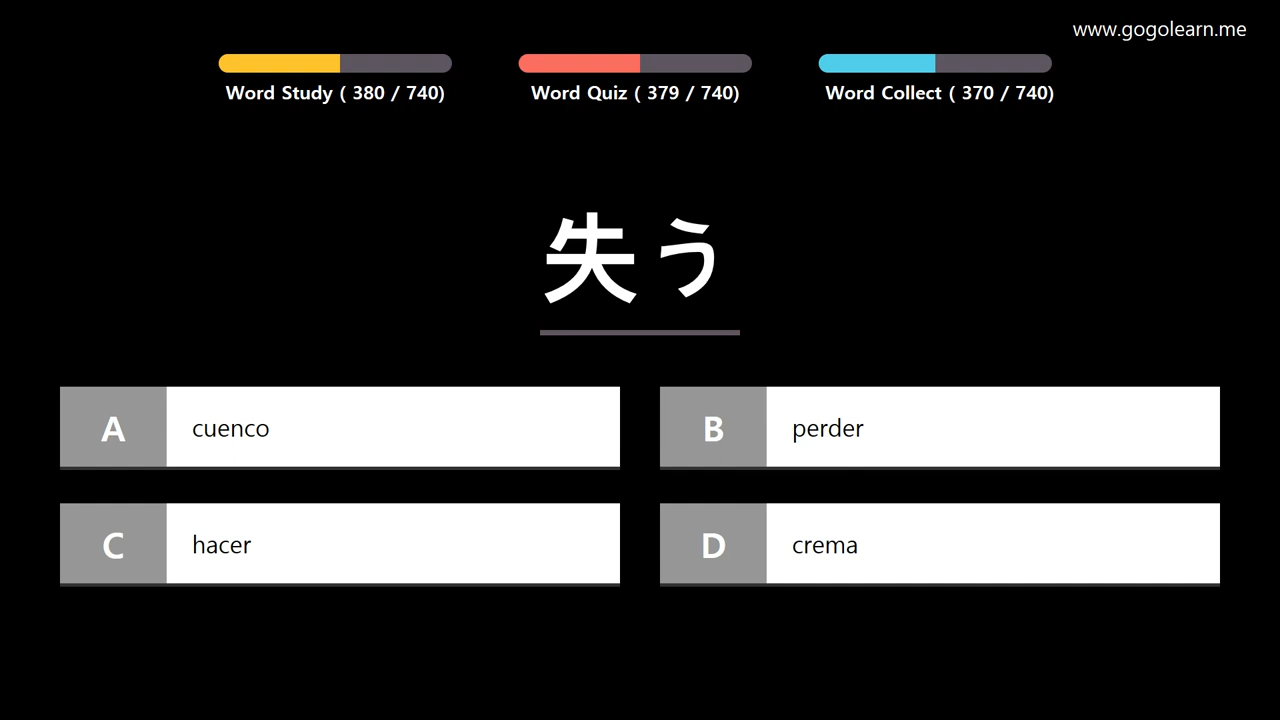 www.gogolearn.me
Word Study ( 380 / 740)
Word Quiz ( 379 / 740)
Word Collect ( 370 / 740)
失う
A cuenco
B perder
C hacer
D crema